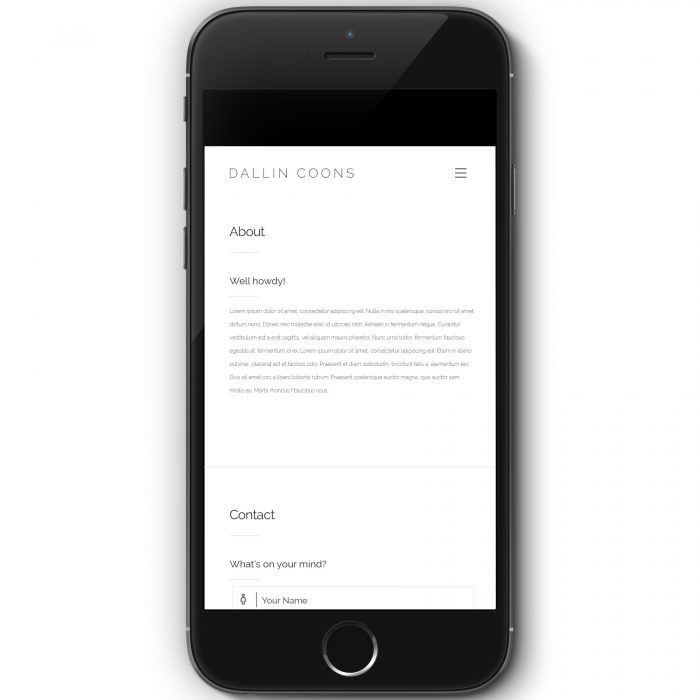 DALLIN COONS
About
Well howdy!
Lorem ipsum dolor sit amet, consectetur adipiscing elit. Nulla in nisi scelerisque, cursus orci sit amet,
dictum nunc. Donec nec molestie erat, id ultricies nibh. Aenean in fermentum neque. Curabitur
vestibulum est a erat sagittis, vel aliquam mauris pharetra. Nunc urna tortor, fermentum faucibus
egestas at, fermentum id ex. Lorem ipsum dolor sit amet, consectetur adipiscing elit. Etiam in libero
pulvinar, placerat est et facilisis odio. Praesent et diam sollicitudin, tincidunt felis a, elementum leo.
Duis sit amet orci a libero lobortis rutrum. Praesent scelerisque auctor magna, quis auctor sem
mollis eu. Morbi rhoncus f faucibus risus.
Contact
What's on your mind?
Your Name